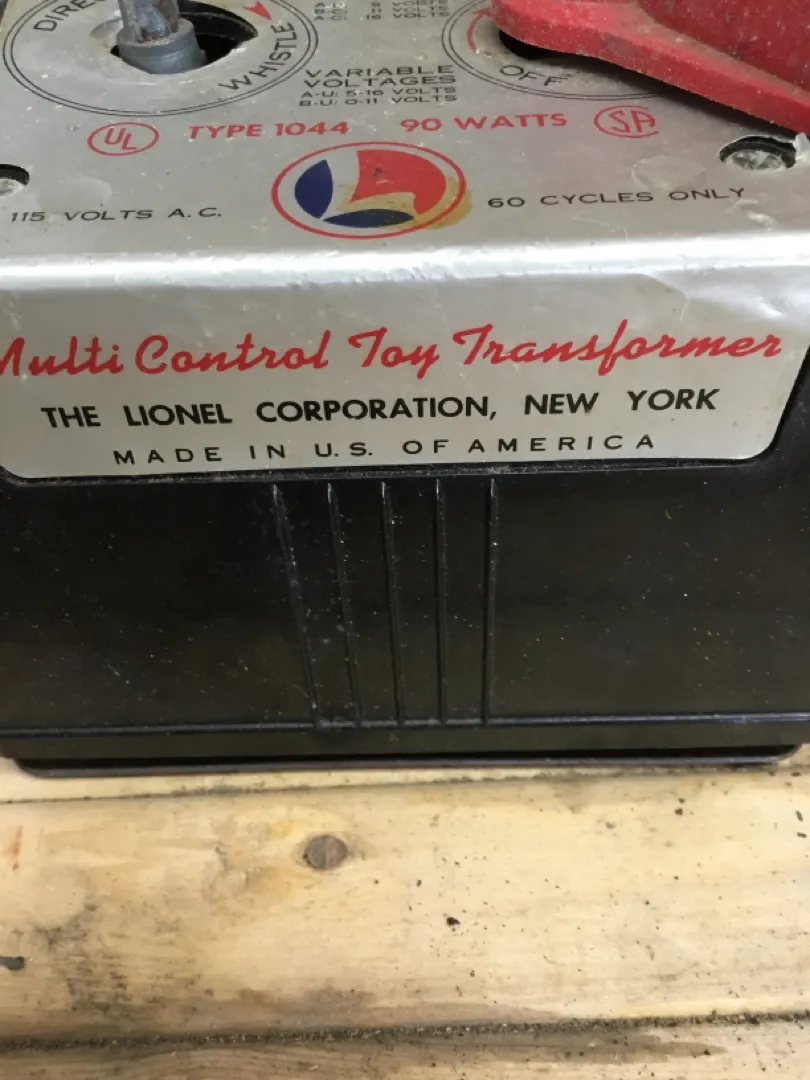 WHISTLE
VARIABLE
VOLTAGES
A-U: 5-16 VOLTS
B-U: 0-11 VOLTS
OFF
UL TYPE 1044 90 WATTS SA
115 VOLTS A.C. L 60 CYCLES ONLY
Multi Control Toy Transformer
THE LIONEL CORPORATION, NEW YORK
MADE IN U.S. OF AMERICA